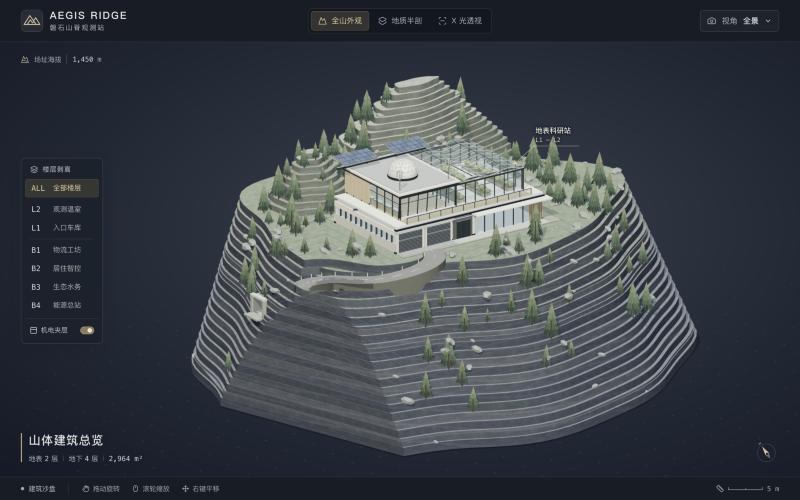 AEGIS RIDGE
磐石山脊观测站
全山外观
地质半剖
X 光透视
视角 全景
场址海拔 1,450 m
地表科研站
L1 — L2
楼层剖离
ALL 全部楼层
L2 观测温室
L1 入口车库
B1 物流工坊
B2 居住智控
B3 生态水务
B4 能源总站
机电夹层
山体建筑总览
地表 2 层 地下 4 层 2,964 m²
建筑沙盘
拖动旋转
滚轮缩放
右键平移
5 m